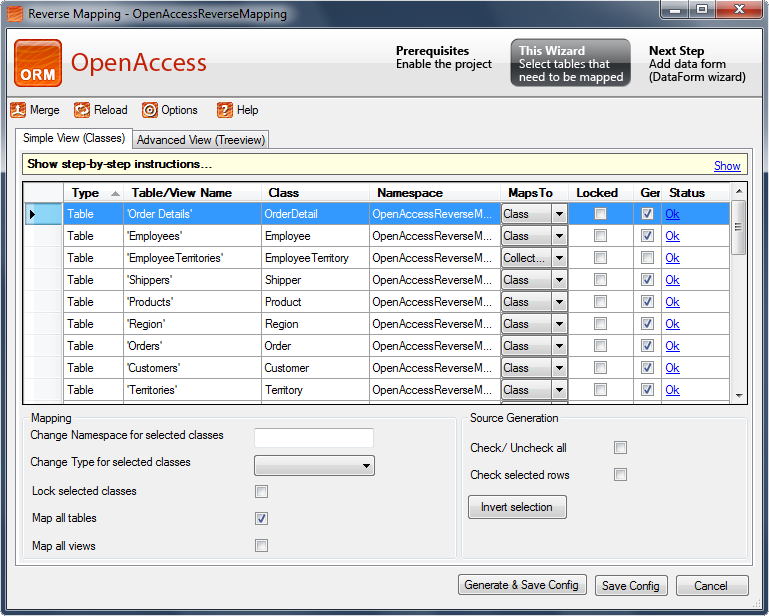 Reverse Mapping - OpenAccessReverseMapping
ORM OpenAccess
Prerequisites
Enable the project
This Wizard
Select tables that
need to be mapped
Next Step
Add data form
(DataForm wizard)
Merge Reload Options Help
Simple View (Classes) Advanced View (Treeview)
Show step-by-step instructions... Show
Type Table/View Name Class Namespace MapsTo Locked Ger Status
Table 'Order Details' OrderDetail OpenAccessReverseM... Class Ok
Table 'Employees' Employee OpenAccessReverseM... Class Ok
Table 'EmployeeTerritories' EmployeeTerritory OpenAccessReverseM... Collect... Ok
Table 'Shippers' Shipper OpenAccessReverseM... Class Ok
Table 'Products' Product OpenAccessReverseM... Class Ok
Table 'Region' Region OpenAccessReverseM... Class Ok
Table 'Orders' Order OpenAccessReverseM... Class Ok
Table 'Customers' Customer OpenAccessReverseM... Class Ok
Table 'Territories' Territory OpenAccessReverseM... Class Ok
Mapping
Change Namespace for selected classes
Change Type for selected classes
Lock selected classes
Map all tables
Map all views
Source Generation
Check/ Uncheck all
Check selected rows
Invert selection
Generate & Save Config Save Config Cancel